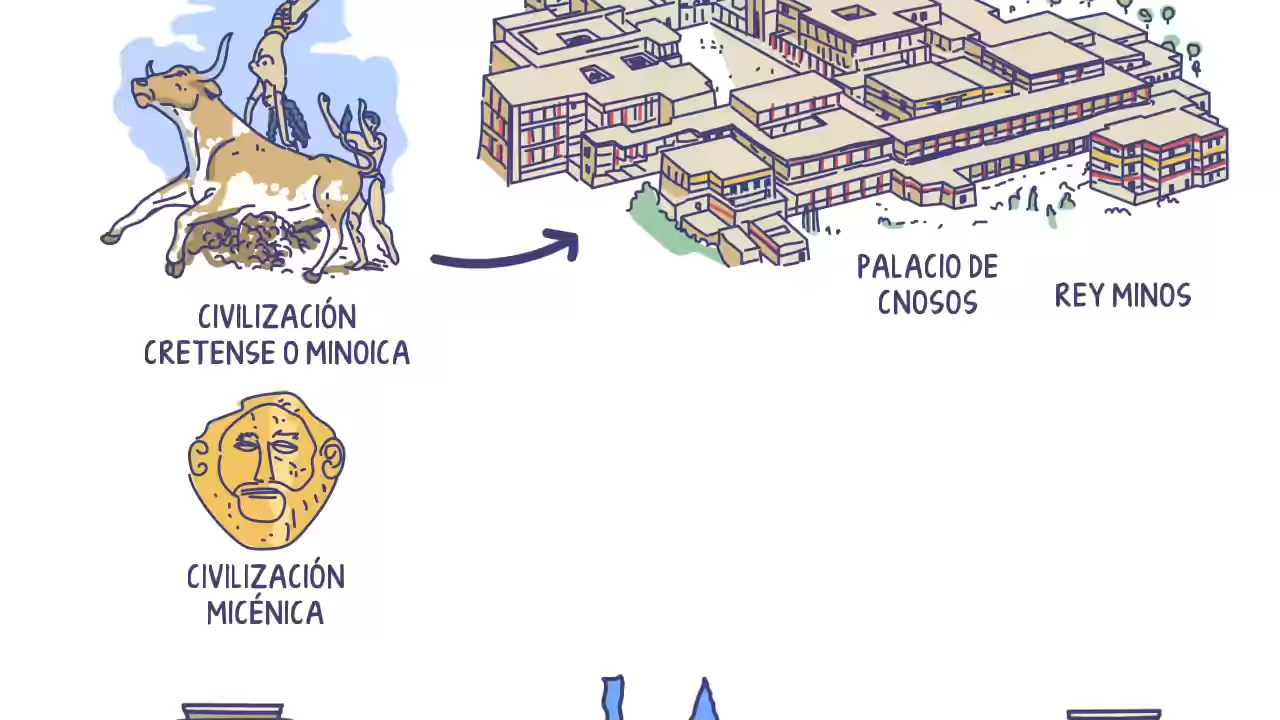 PALACIO DE
CNOSOS
REY MINOS
CIVILIZACIÓN
CRETENSE O MINOICA
CIVILIZACIÓN
MICÉNICA